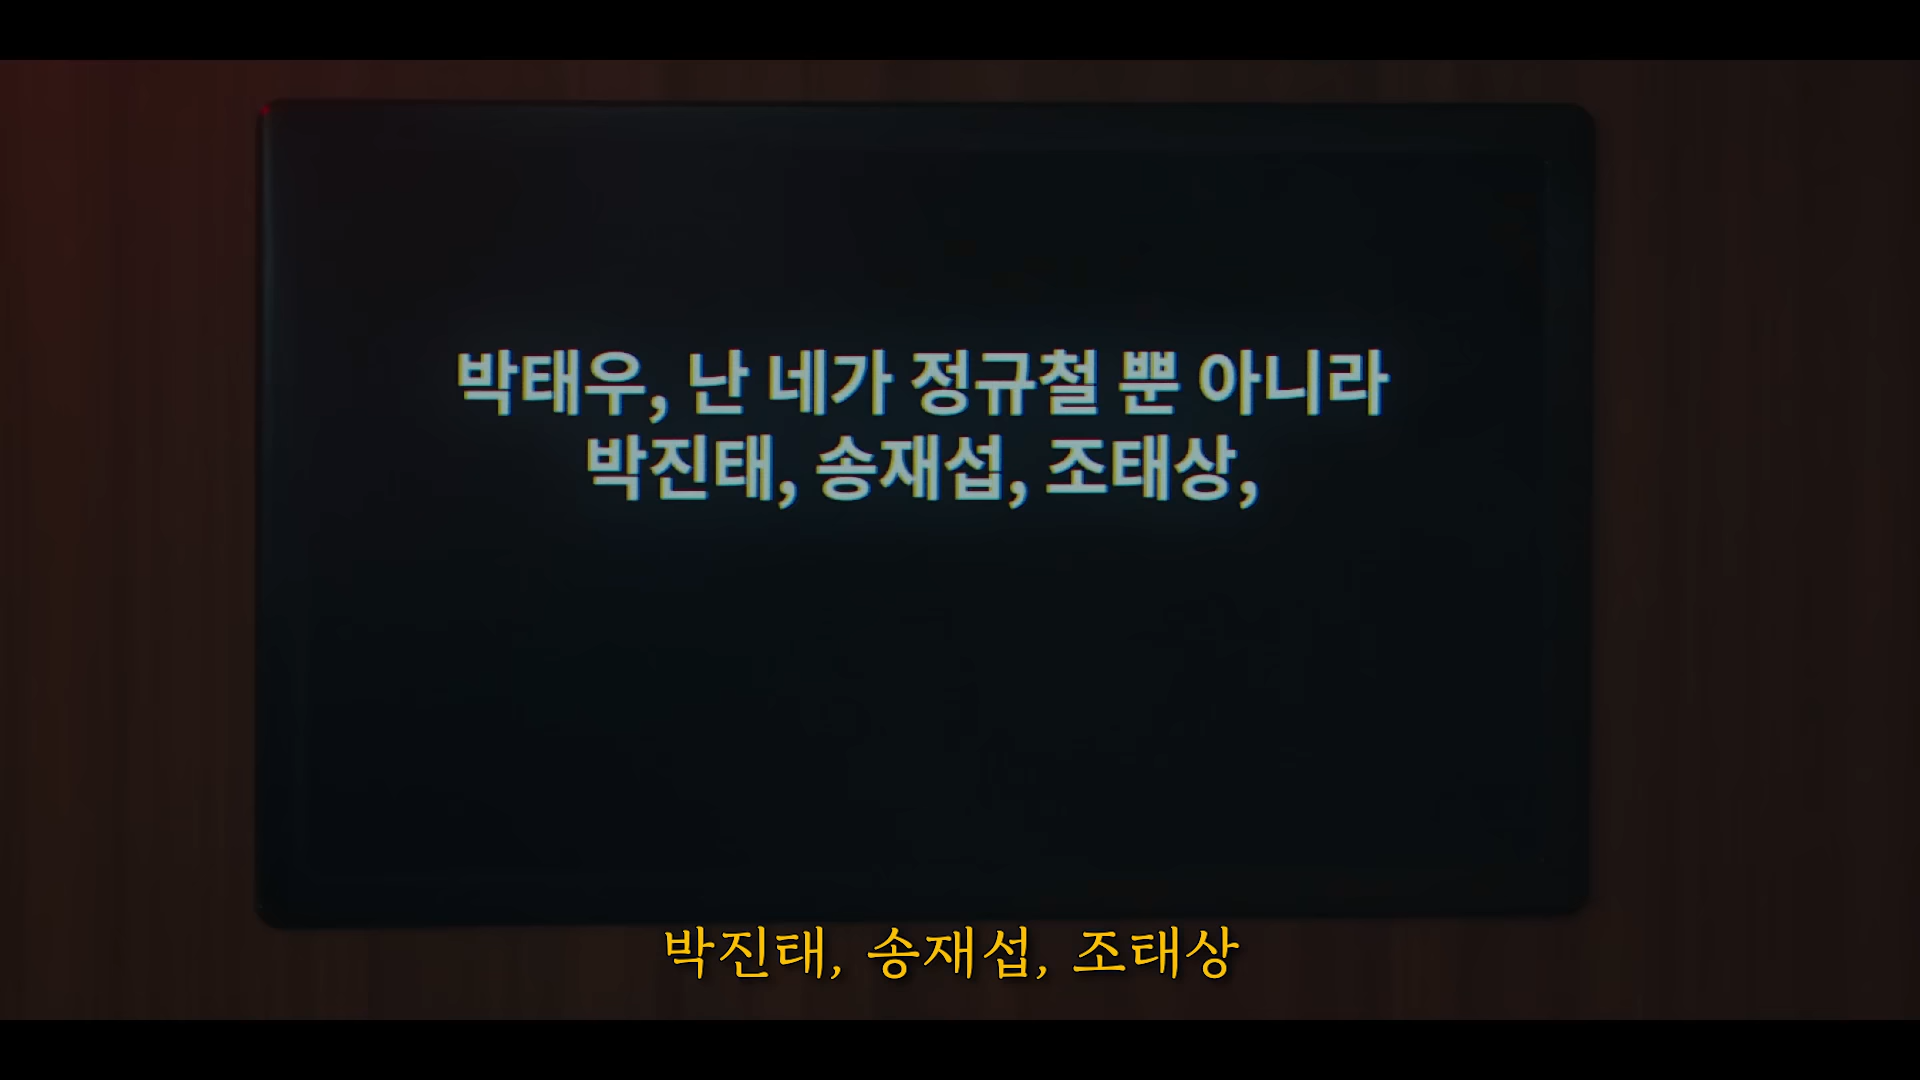 박태우, 난 네가 정규철 뿐 아니라
박진태, 송재섭, 조태상,
박진태, 송재섭, 조태상